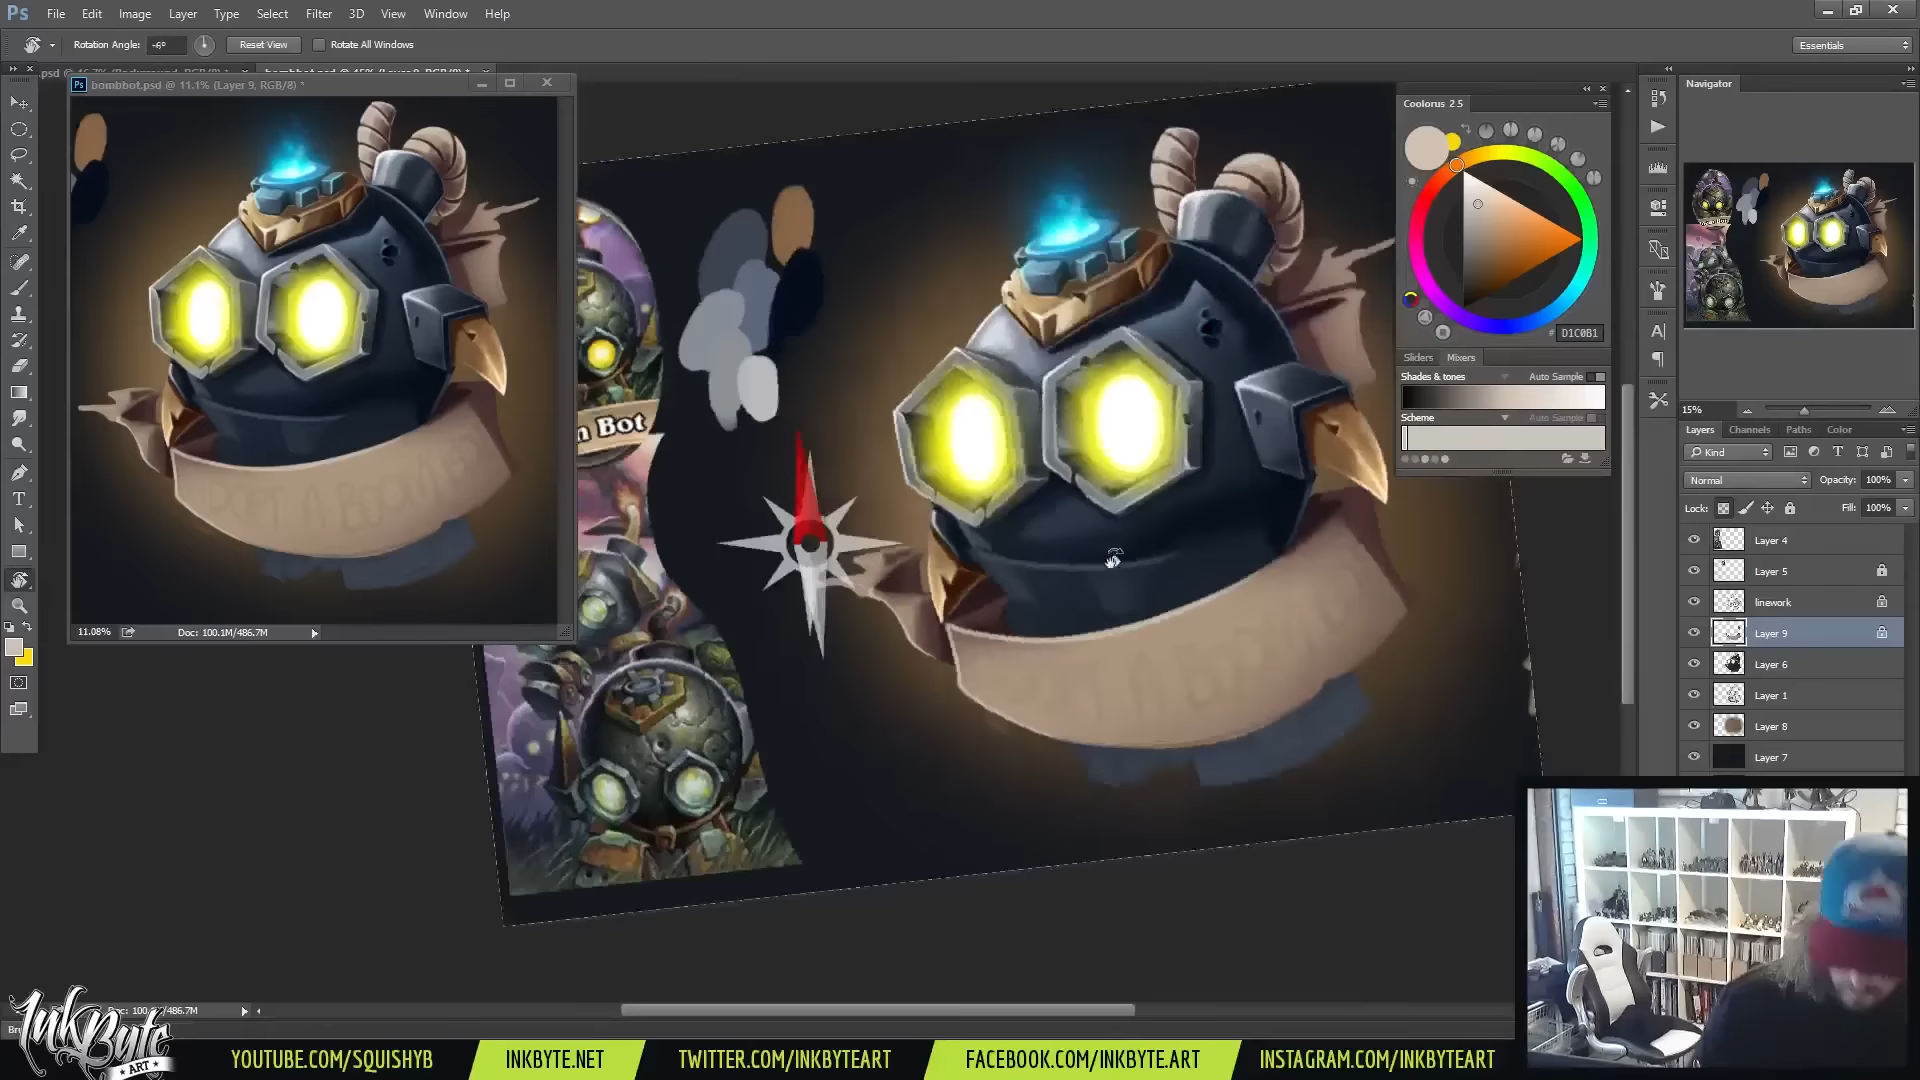 Ps File Edit Image Layer Type Select Filter 3D View Window Help
Rotation Angle: -6° Reset View Rotate All Windows Essentials
bombbot.psd @ 11.1% (Layer 9, RGB/8) *
11.08% Doc: 100.1M/486.7M
n Bot
Coolorus 2.5
# D1C0B1
Sliders Mixers
Shades & tones Auto Sample
Scheme Auto Sample
Navigator
15%
Layers Channels Paths Color
Kind
Normal Opacity: 100%
Lock: Fill: 100%
Layer 4
Layer 5
linework
Layer 9
Layer 6
Layer 1
Layer 8
Layer 7
InkByte
ART
YOUTUBE.COM/SQUISHYB INKBYTE.NET TWITTER.COM/INKBYTEART FACEBOOK.COM/INKBYTE.ART INSTAGRAM.COM/INKBYTEART